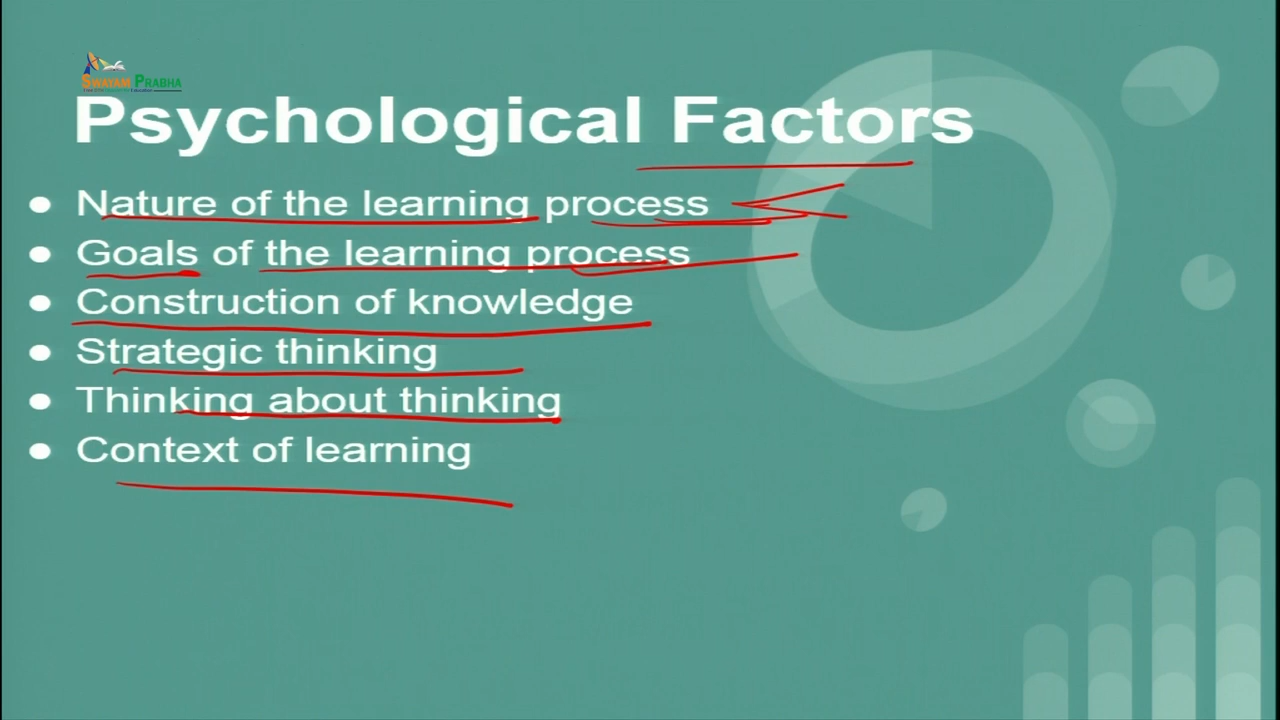 SWAYAM PRABHA
Psychological Factors
● Nature of the learning process
● Goals of the learning process
● Construction of knowledge
● Strategic thinking
● Thinking about thinking
● Context of learning